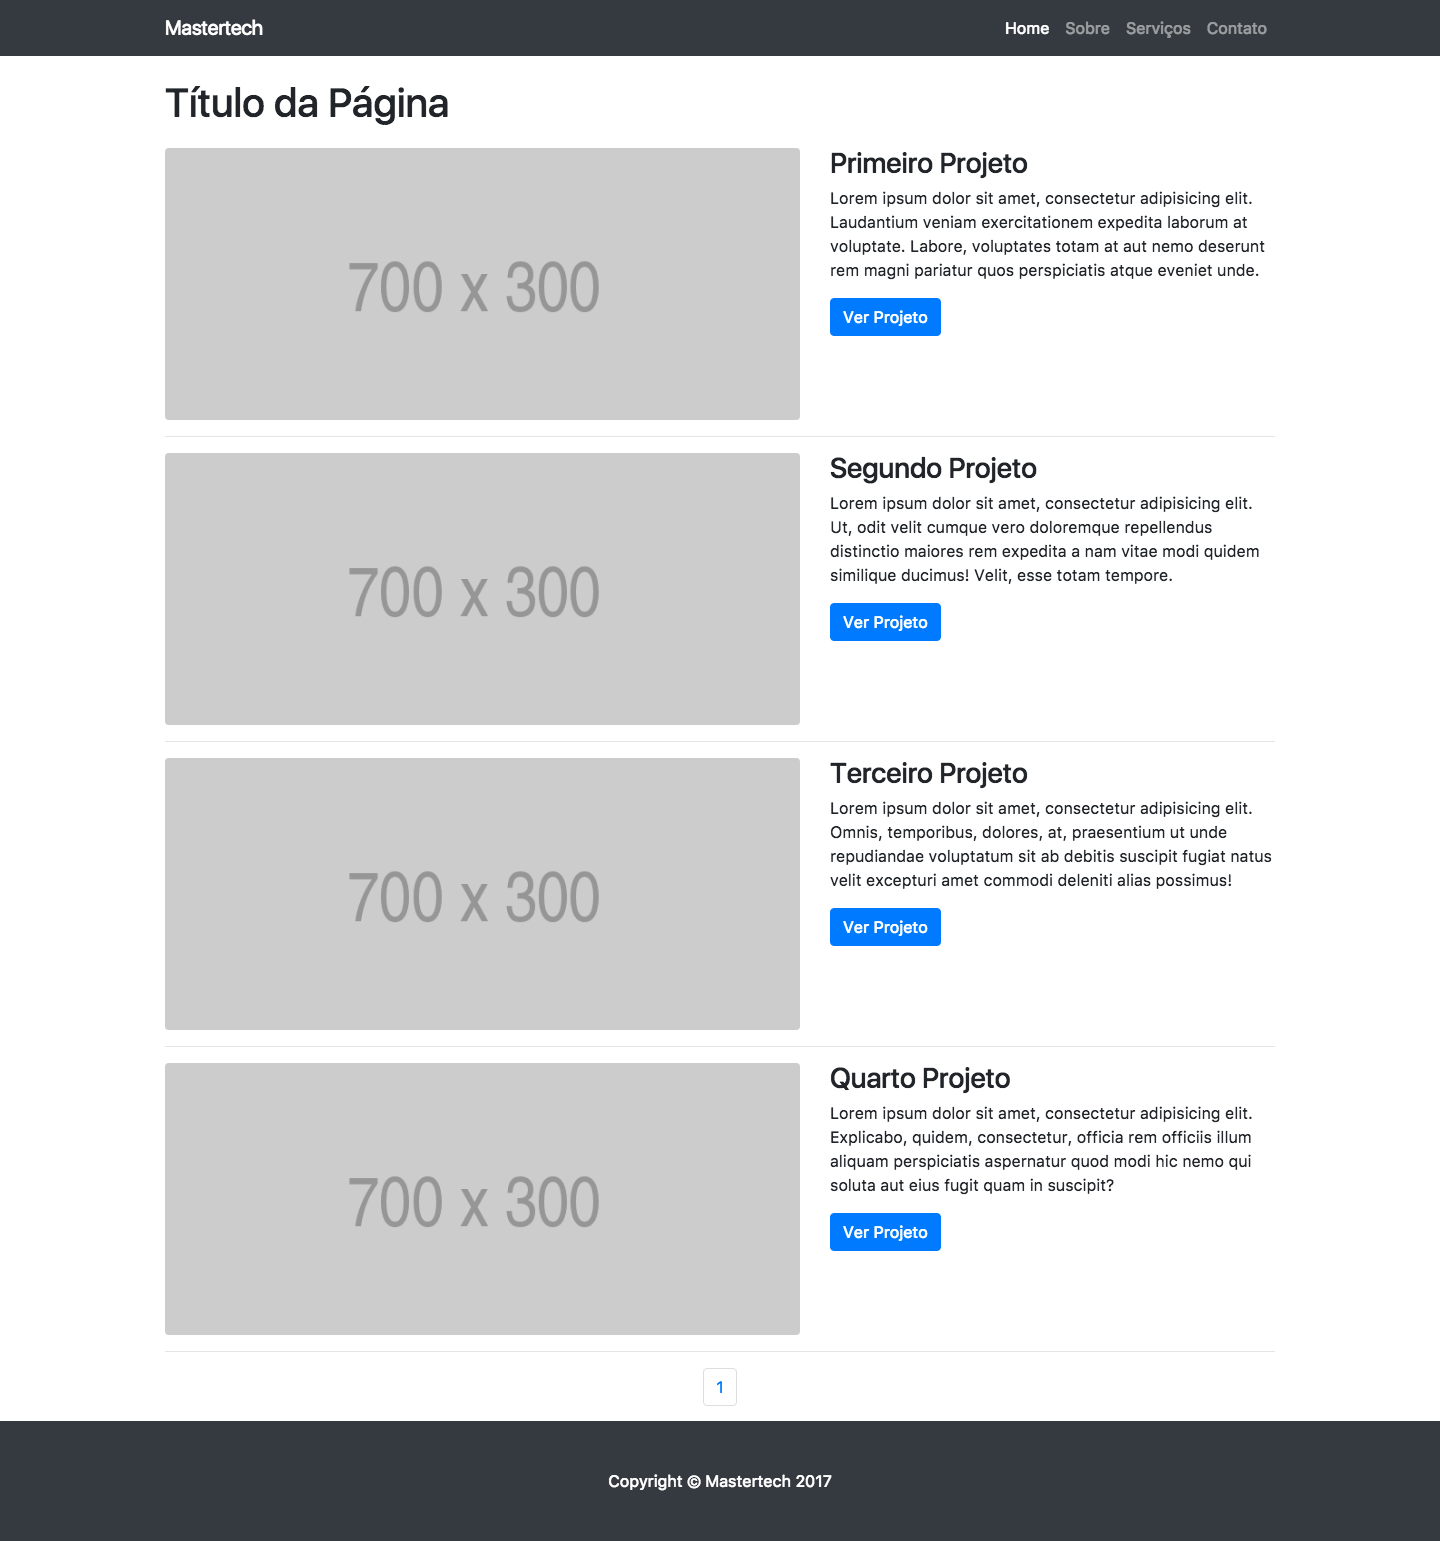 Mastertech
Home Sobre Serviços Contato
Título da Página
700 x 300
Primeiro Projeto
Lorem ipsum dolor sit amet, consectetur adipisicing elit.
Laudantium veniam exercitationem expedita laborum at
voluptate. Labore, voluptates totam at aut nemo deserunt
rem magni pariatur quos perspiciatis atque eveniet unde.
Ver Projeto
700 x 300
Segundo Projeto
Lorem ipsum dolor sit amet, consectetur adipisicing elit.
Ut, odit velit cumque vero doloremque repellendus
distinctio maiores rem expedita a nam vitae modi quidem
similique ducimus! Velit, esse totam tempore.
Ver Projeto
700 x 300
Terceiro Projeto
Lorem ipsum dolor sit amet, consectetur adipisicing elit.
Omnis, temporibus, dolores, at, praesentium ut unde
repudiandae voluptatum sit ab debitis suscipit fugiat natus
velit excepturi amet commodi deleniti alias possimus!
Ver Projeto
700 x 300
Quarto Projeto
Lorem ipsum dolor sit amet, consectetur adipisicing elit.
Explicabo, quidem, consectetur, officia rem officiis illum
aliquam perspiciatis aspernatur quod modi hic nemo qui
soluta aut eius fugit quam in suscipit?
Ver Projeto
1
Copyright © Mastertech 2017